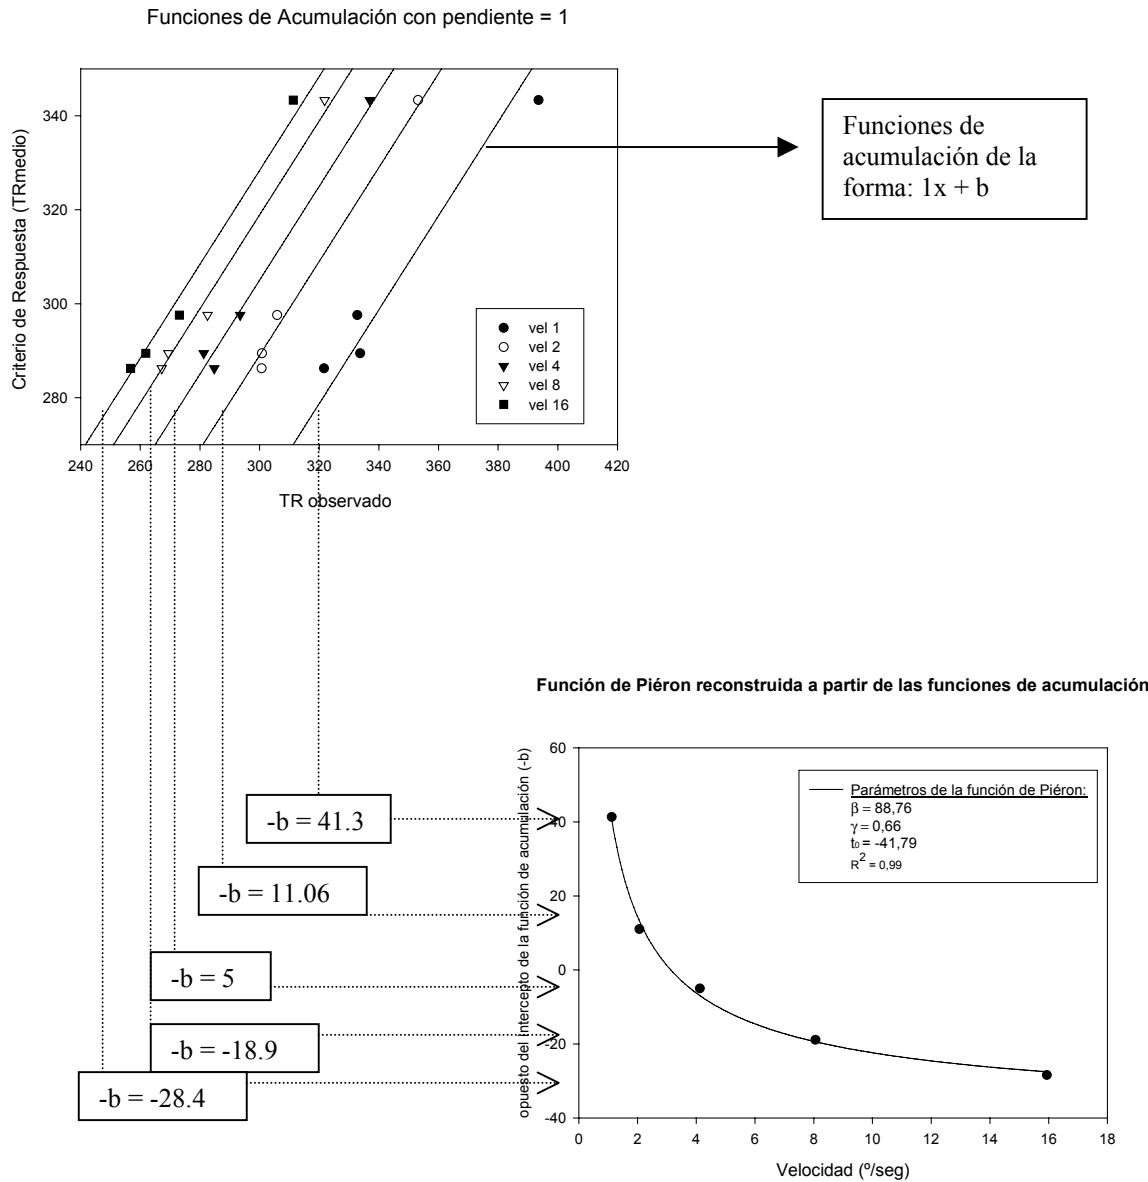 Funciones de Acumulación con pendiente = 1
Criterio de Respuesta (TRmedio)
340
320
300
280
240 260 280 300 320 340 360 380 400 420
TR observado
vel 1
vel 2
vel 4
vel 8
vel 16
Funciones de
acumulación de la
forma: 1x + b
Función de Piéron reconstruida a partir de las funciones de acumulación
-b = 41.3
-b = 11.06
-b = 5
-b = -18.9
-b = -28.4
opuesto del intercepto de la función de acumulación (-b)
60
40
20
0
-20
-40
0 2 4 6 8 10 12 14 16 18
Velocidad (º/seg)
Parámetros de la función de Piéron:
β = 88,76
γ = 0,66
t₀ = -41,79
R² = 0,99